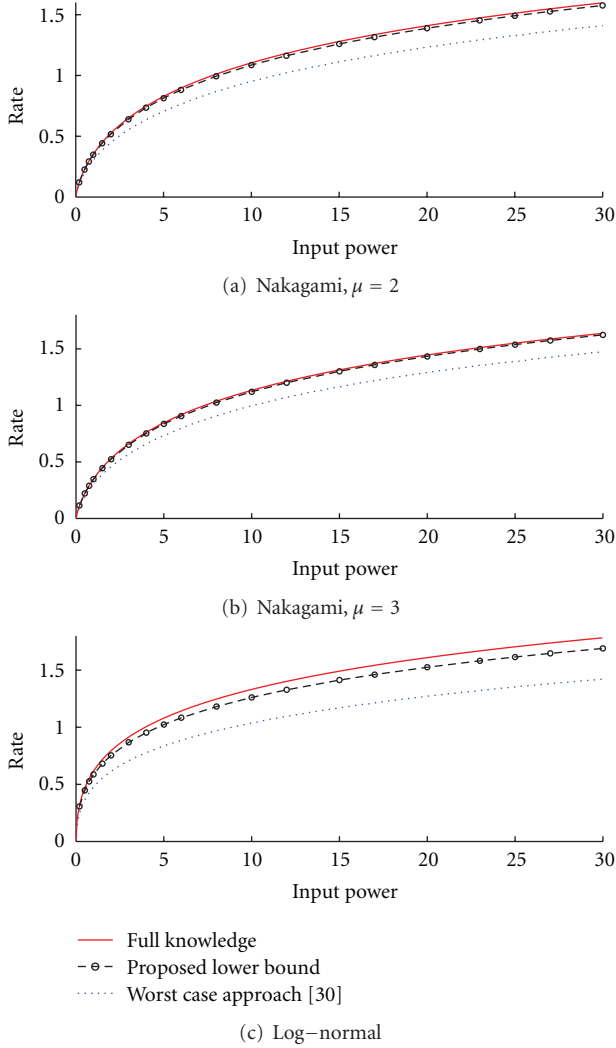 1.5
1
0.5
0
Rate
0 5 10 15 20 25 30
Input power
(a) Nakagami, μ = 2
1.5
1
0.5
0
Rate
0 5 10 15 20 25 30
Input power
(b) Nakagami, μ = 3
1.5
1
0.5
0
Rate
0 5 10 15 20 25 30
Input power
Full knowledge
Proposed lower bound
Worst case approach [30]
(c) Log−normal